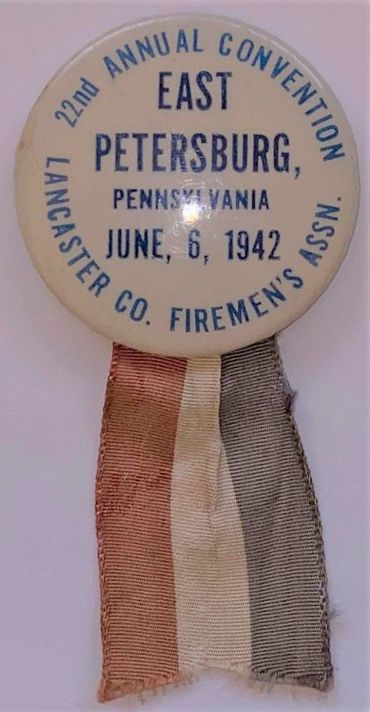 22nd ANNUAL CONVENTION
EAST
PETERSBURG,
PENNSYLVANIA
JUNE, 6, 1942
LANCASTER CO. FIREMEN'S ASSN.